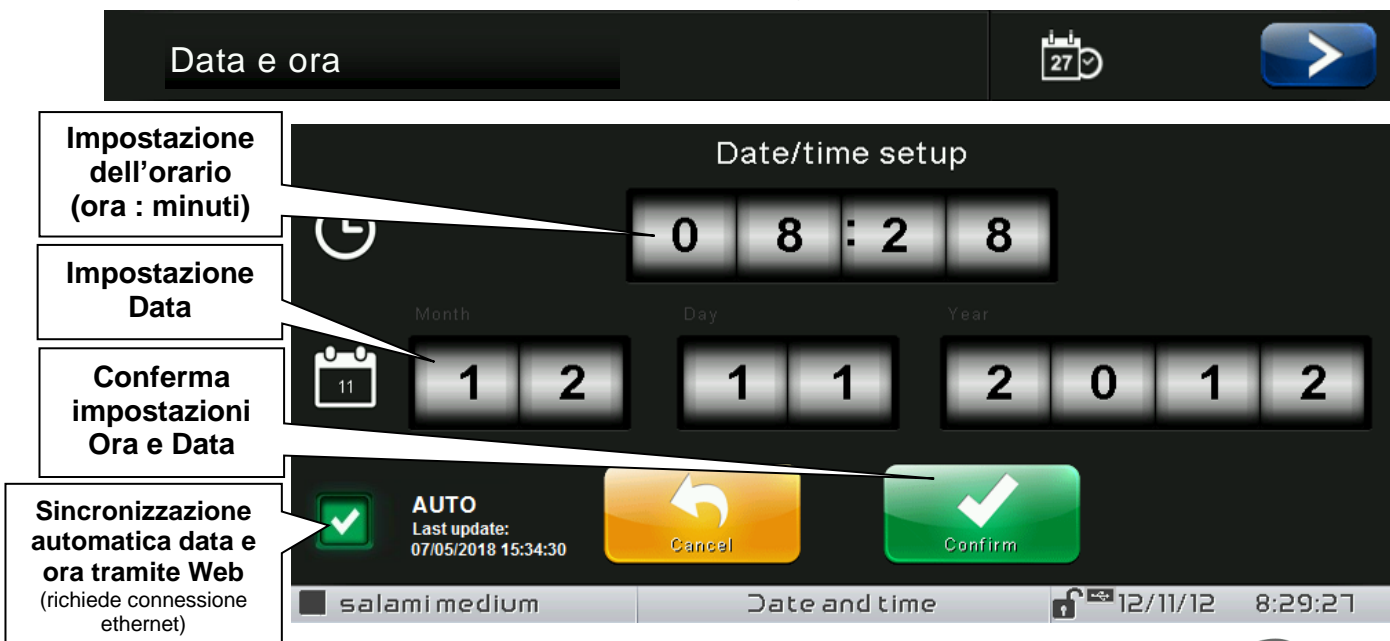 Data e ora
27
Impostazione
dell’orario
(ora : minuti)
Date/time setup
0 8 : 2 8
Impostazione
Data
Month Day Year
11
1 2 1 1 2 0 1 2
Conferma
impostazioni
Ora e Data
Sincronizzazione
automatica data e
ora tramite Web
(richiede connessione
ethernet)
AUTO
Last update:
07/05/2018 15:34:30
Cancel
Confirm
salami medium Date and time 12/11/12 8:29:27